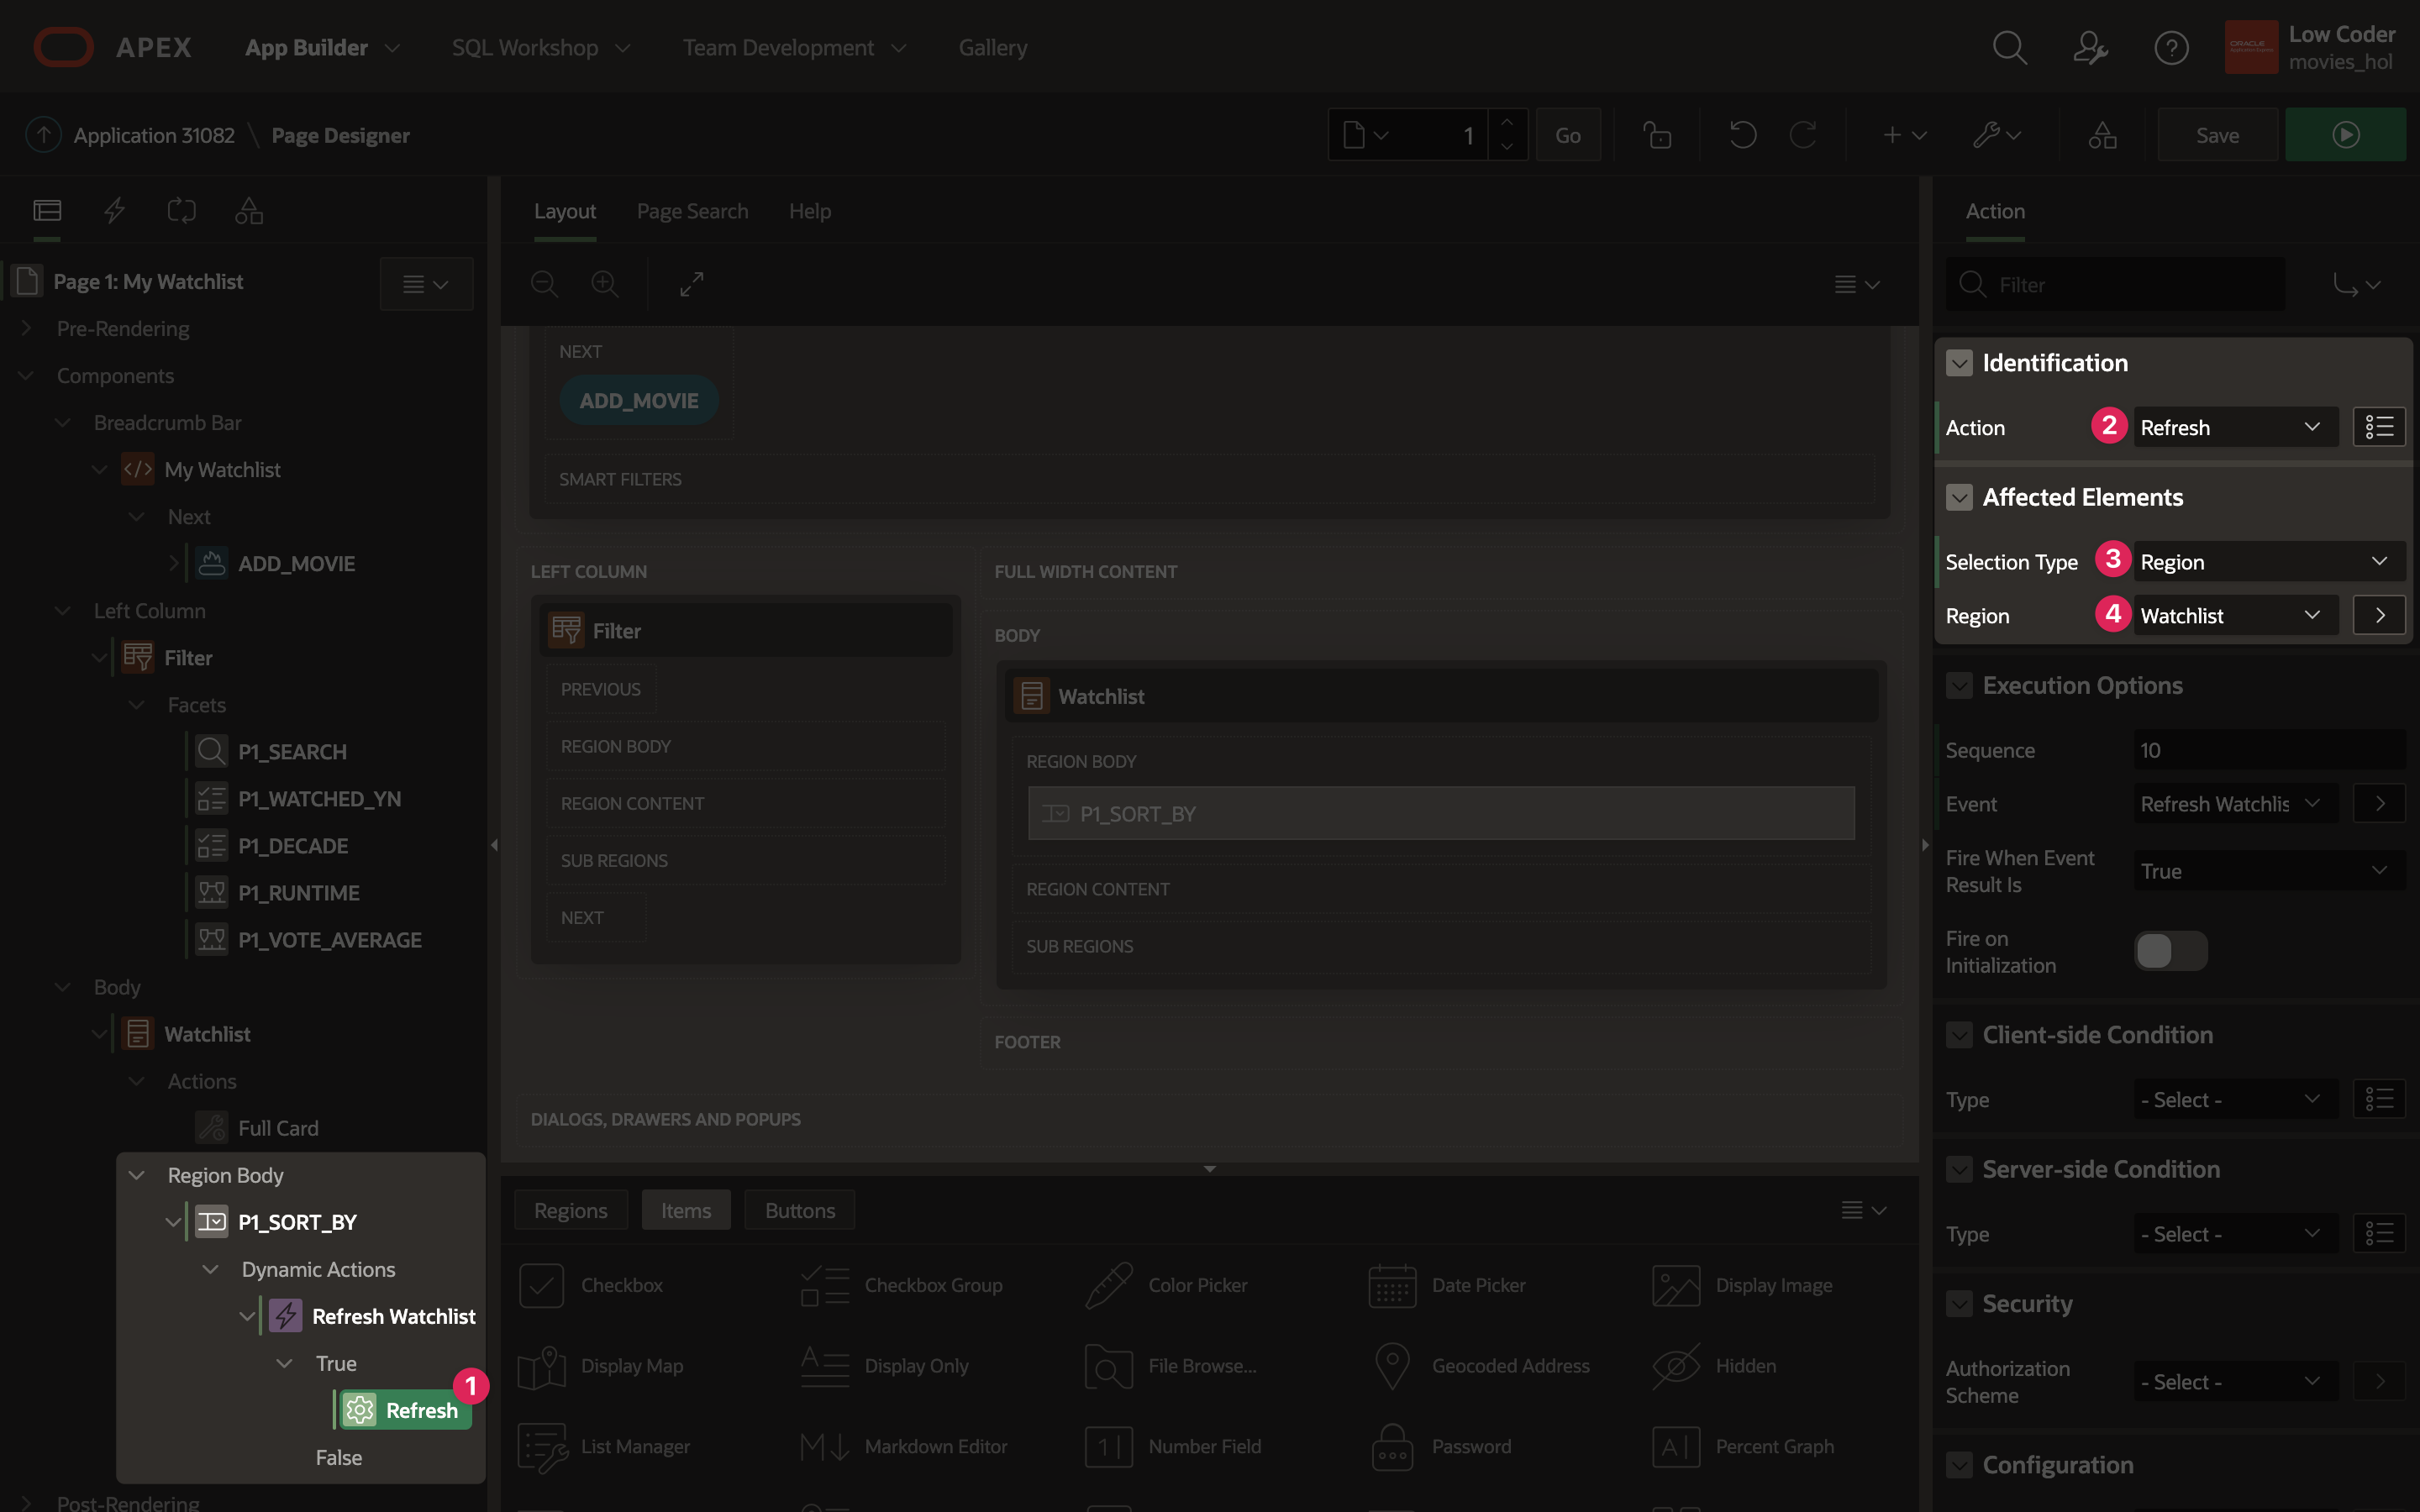 APEX
App Builder
SQL Workshop
Team Development
Gallery
ORACLE
Low Coder
movies_hol
Application 31082 \ Page Designer
1
Go
Save
Page 1: My Watchlist
Pre-Rendering
Components
Breadcrumb Bar
My Watchlist
Next
ADD_MOVIE
Left Column
Filter
Facets
P1_SEARCH
P1_WATCHED_YN
P1_DECADE
P1_RUNTIME
P1_VOTE_AVERAGE
Body
Watchlist
Actions
Full Card
Region Body
P1_SORT_BY
Dynamic Actions
Refresh Watchlist
True
1
Refresh
False
Post-Rendering
Layout
Page Search
Help
NEXT
ADD_MOVIE
SMART FILTERS
LEFT COLUMN
Filter
PREVIOUS
REGION BODY
REGION CONTENT
SUB REGIONS
NEXT
FULL WIDTH CONTENT
BODY
Watchlist
REGION BODY
P1_SORT_BY
REGION CONTENT
SUB REGIONS
FOOTER
DIALOGS, DRAWERS AND POPUPS
Regions
Items
Buttons
Checkbox
Checkbox Group
Color Picker
Date Picker
Display Image
Display Map
Display Only
File Browse...
Geocoded Address
Hidden
List Manager
Markdown Editor
Number Field
Password
Percent Graph
Action
Filter
Identification
Action
2
Refresh
Affected Elements
Selection Type
3
Region
Region
4
Watchlist
Execution Options
Sequence
10
Event
Refresh Watchlis
Fire When Event
Result Is
True
Fire on
Initialization
Client-side Condition
Type
- Select -
Server-side Condition
Type
- Select -
Security
Authorization
Scheme
- Select -
Configuration